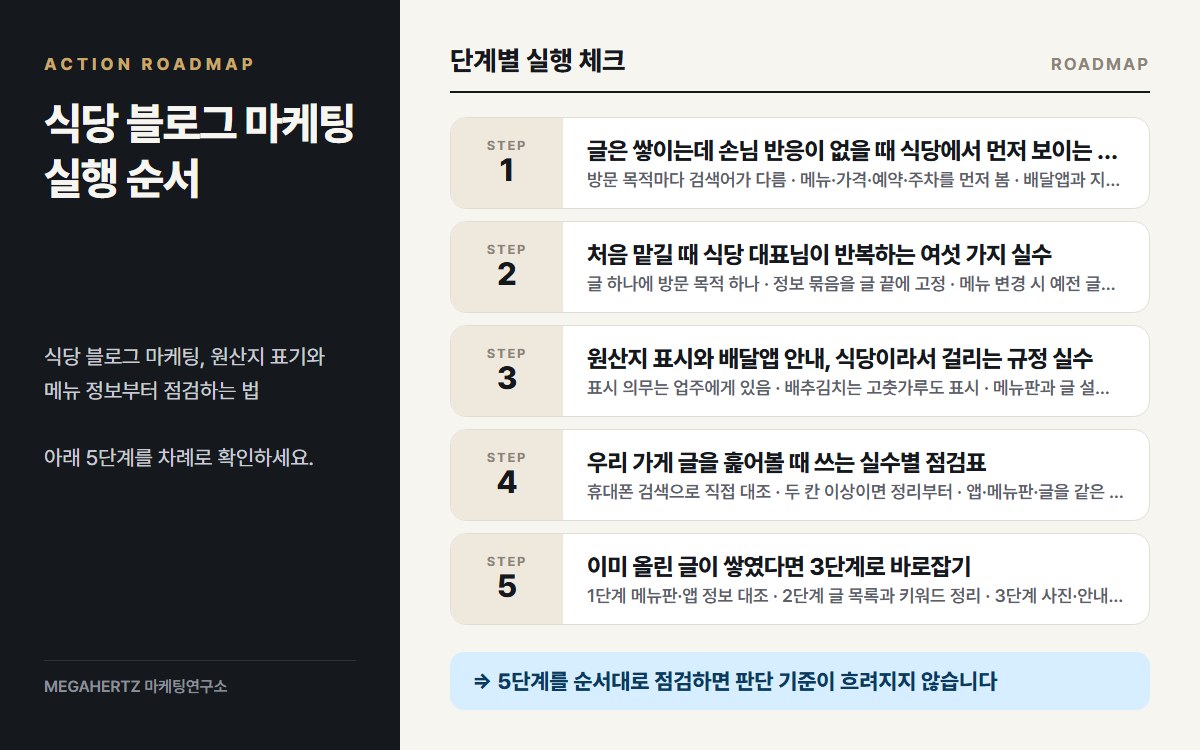 ACTION ROADMAP
식당 블로그 마케팅
실행 순서
식당 블로그 마케팅, 원산지 표기와
메뉴 정보부터 점검하는 법
아래 5단계를 차례로 확인하세요.
MEGAHERTZ 마케팅연구소
단계별 실행 체크
ROADMAP
STEP
1
글은 쌓이는데 손님 반응이 없을 때 식당에서 먼저 보이는 ...
방문 목적마다 검색어가 다름 · 메뉴·가격·예약·주차를 먼저 봄 · 배달앱과 지...
STEP
2
처음 맡길 때 식당 대표님이 반복하는 여섯 가지 실수
글 하나에 방문 목적 하나 · 정보 묶음을 글 끝에 고정 · 메뉴 변경 시 예전 글...
STEP
3
원산지 표시와 배달앱 안내, 식당이라서 걸리는 규정 실수
표시 의무는 업주에게 있음 · 배추김치는 고춧가루도 표시 · 메뉴판과 글 설...
STEP
4
우리 가게 글을 훑어볼 때 쓰는 실수별 점검표
휴대폰 검색으로 직접 대조 · 두 칸 이상이면 정리부터 · 앱·메뉴판·글을 같은 ...
STEP
5
이미 올린 글이 쌓였다면 3단계로 바로잡기
1단계 메뉴판·앱 정보 대조 · 2단계 글 목록과 키워드 정리 · 3단계 사진·안내...
→ 5단계를 순서대로 점검하면 판단 기준이 흐려지지 않습니다